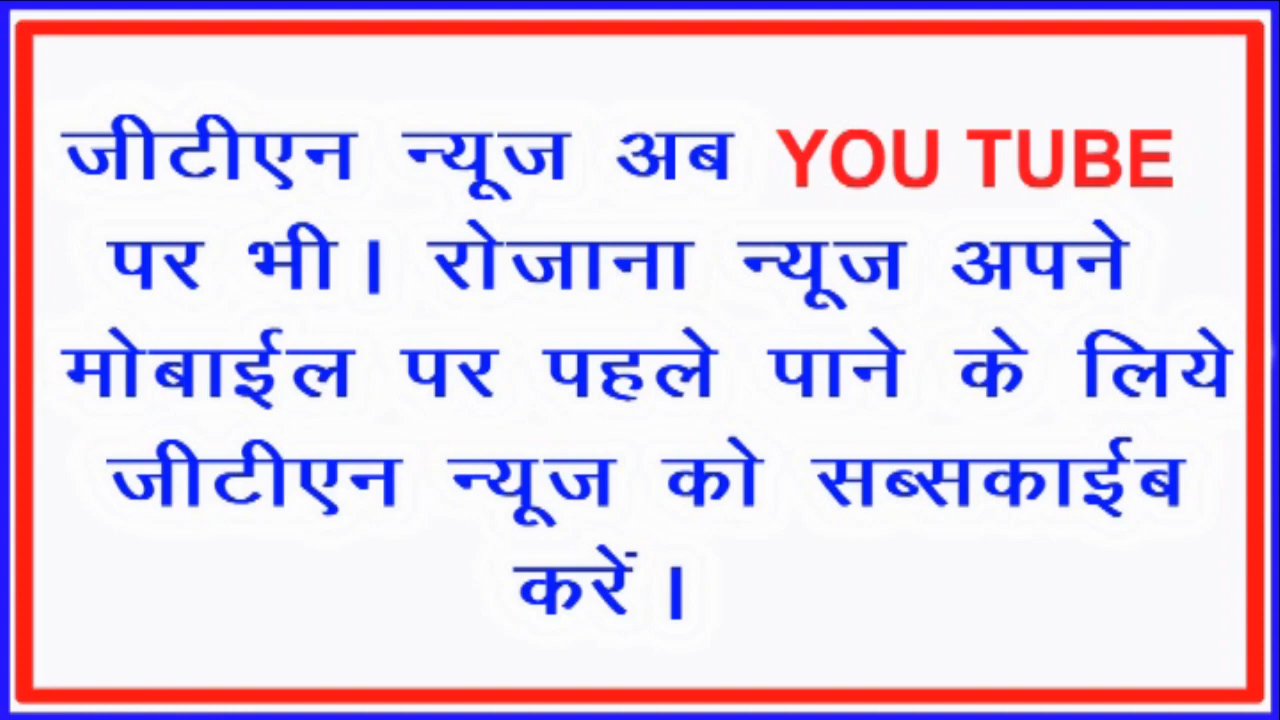 जीटीएन न्यूज अब YOU TUBE
पर भी। रोजाना न्यूज अपने
मोबाईल पर पहले पाने के लिये
जीटीएन न्यूज को सब्सकाईब
करें ।